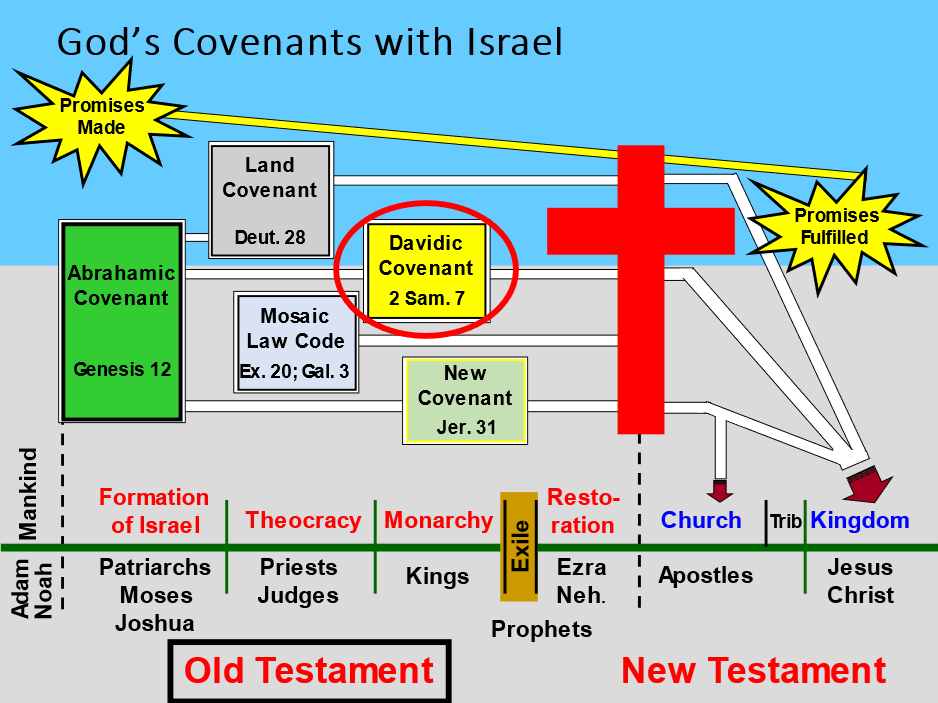 God's Covenants with Israel
Promises
Made
Land
Covenant
Deut. 28
Promises
Fulfilled
Abrahamic
Covenant
Genesis 12
Davidic
Covenant
2 Sam. 7
Mosaic
Law Code
Ex. 20; Gal. 3
New
Covenant
Jer. 31
Mankind
Formation
of Israel
Theocracy
Monarchy
Exile
Resto-
ration
Church
Trib
Kingdom
Adam
Noah
Patriarchs
Moses
Joshua
Priests
Judges
Kings
Ezra
Neh.
Prophets
Apostles
Jesus
Christ
Old Testament
New Testament